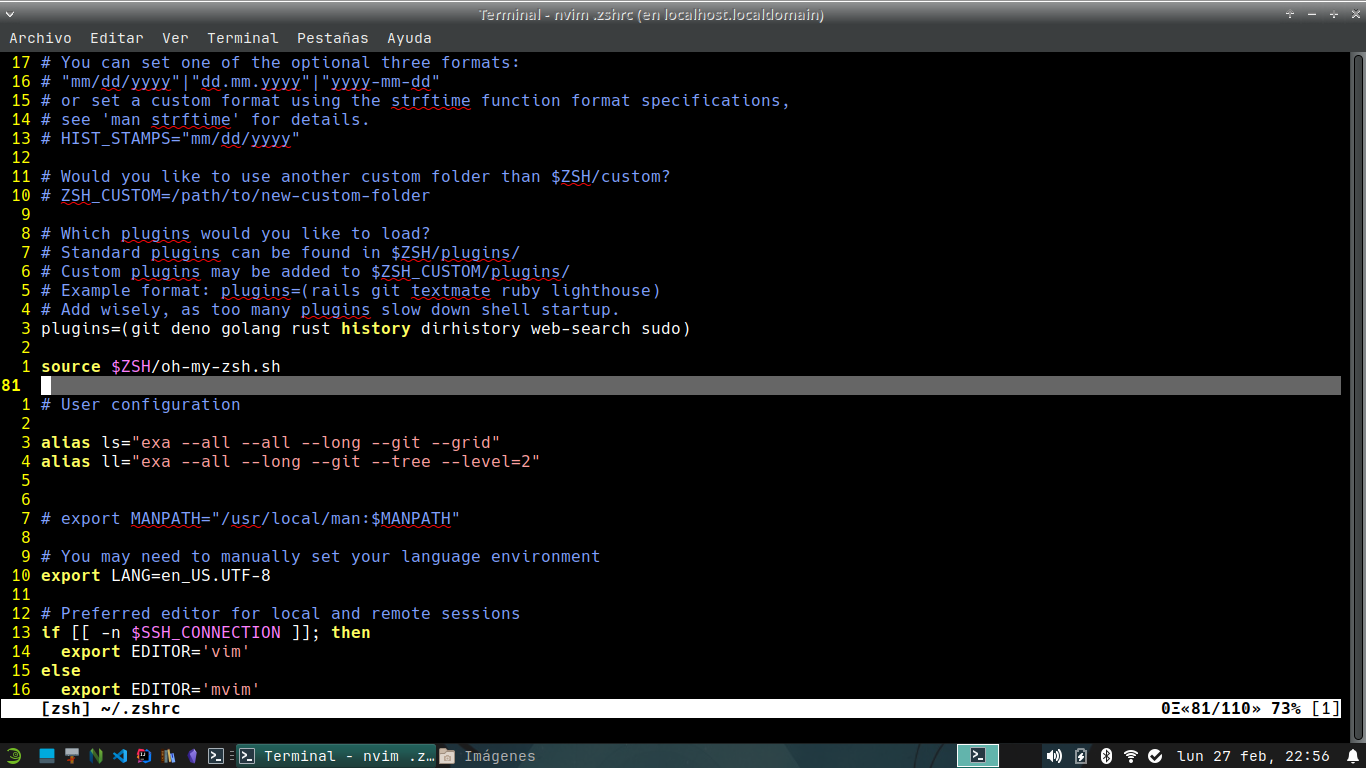 Terminal - nvim .zshrc (en localhost.localdomain)
Archivo Editar Ver Terminal Pestañas Ayuda
17 # You can set one of the optional three formats:
16 # "mm/dd/yyyy"|"dd.mm.yyyy"|"yyyy-mm-dd"
15 # or set a custom format using the strftime function format specifications,
14 # see 'man strftime' for details.
13 # HIST_STAMPS="mm/dd/yyyy"
12
11 # Would you like to use another custom folder than $ZSH/custom?
10 # ZSH_CUSTOM=/path/to/new-custom-folder
9
8 # Which plugins would you like to load?
7 # Standard plugins can be found in $ZSH/plugins/
6 # Custom plugins may be added to $ZSH_CUSTOM/plugins/
5 # Example format: plugins=(rails git textmate ruby lighthouse)
4 # Add wisely, as too many plugins slow down shell startup.
3 plugins=(git deno golang rust history dirhistory web-search sudo)
2
1 source $ZSH/oh-my-zsh.sh
81
1 # User configuration
2
3 alias ls="exa --all --all --long --git --grid"
4 alias ll="exa --all --long --git --tree --level=2"
5
6
7 # export MANPATH="/usr/local/man:$MANPATH"
8
9 # You may need to manually set your language environment
10 export LANG=en_US.UTF-8
11
12 # Preferred editor for local and remote sessions
13 if [[ -n $SSH_CONNECTION ]]; then
14   export EDITOR='vim'
15 else
16   export EDITOR='mvim'
[zsh] ~/.zshrc 0Ξ«81/110» 73% [1]
Terminal - nvim .z... Imágenes lun 27 feb, 22:56